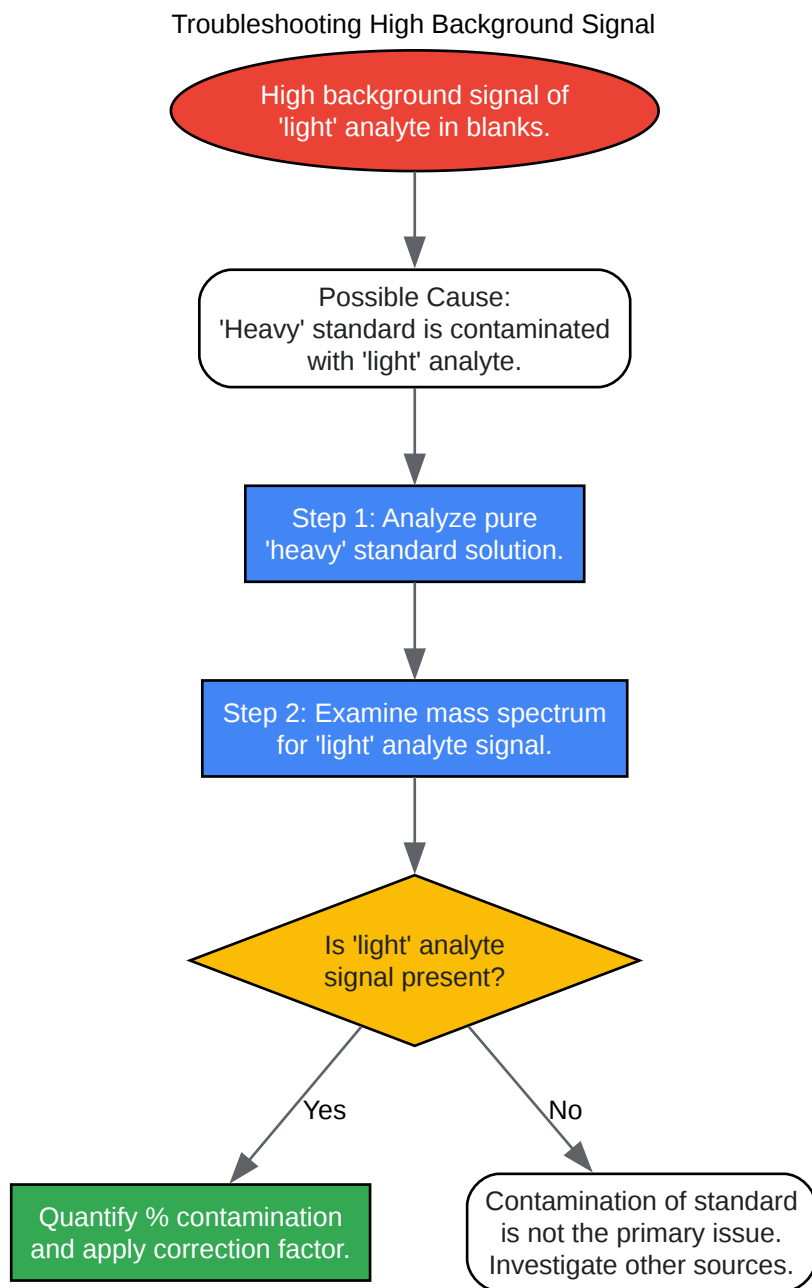 Troubleshooting High Background Signal
High background signal of
'light' analyte in blanks.
Possible Cause:
'Heavy' standard is contaminated
with 'light' analyte.
Step 1: Analyze pure
'heavy' standard solution.
Step 2: Examine mass spectrum
for 'light' analyte signal.
Is 'light' analyte
signal present?
Yes
No
Quantify % contamination
and apply correction factor.
Contamination of standard
is not the primary issue.
Investigate other sources.